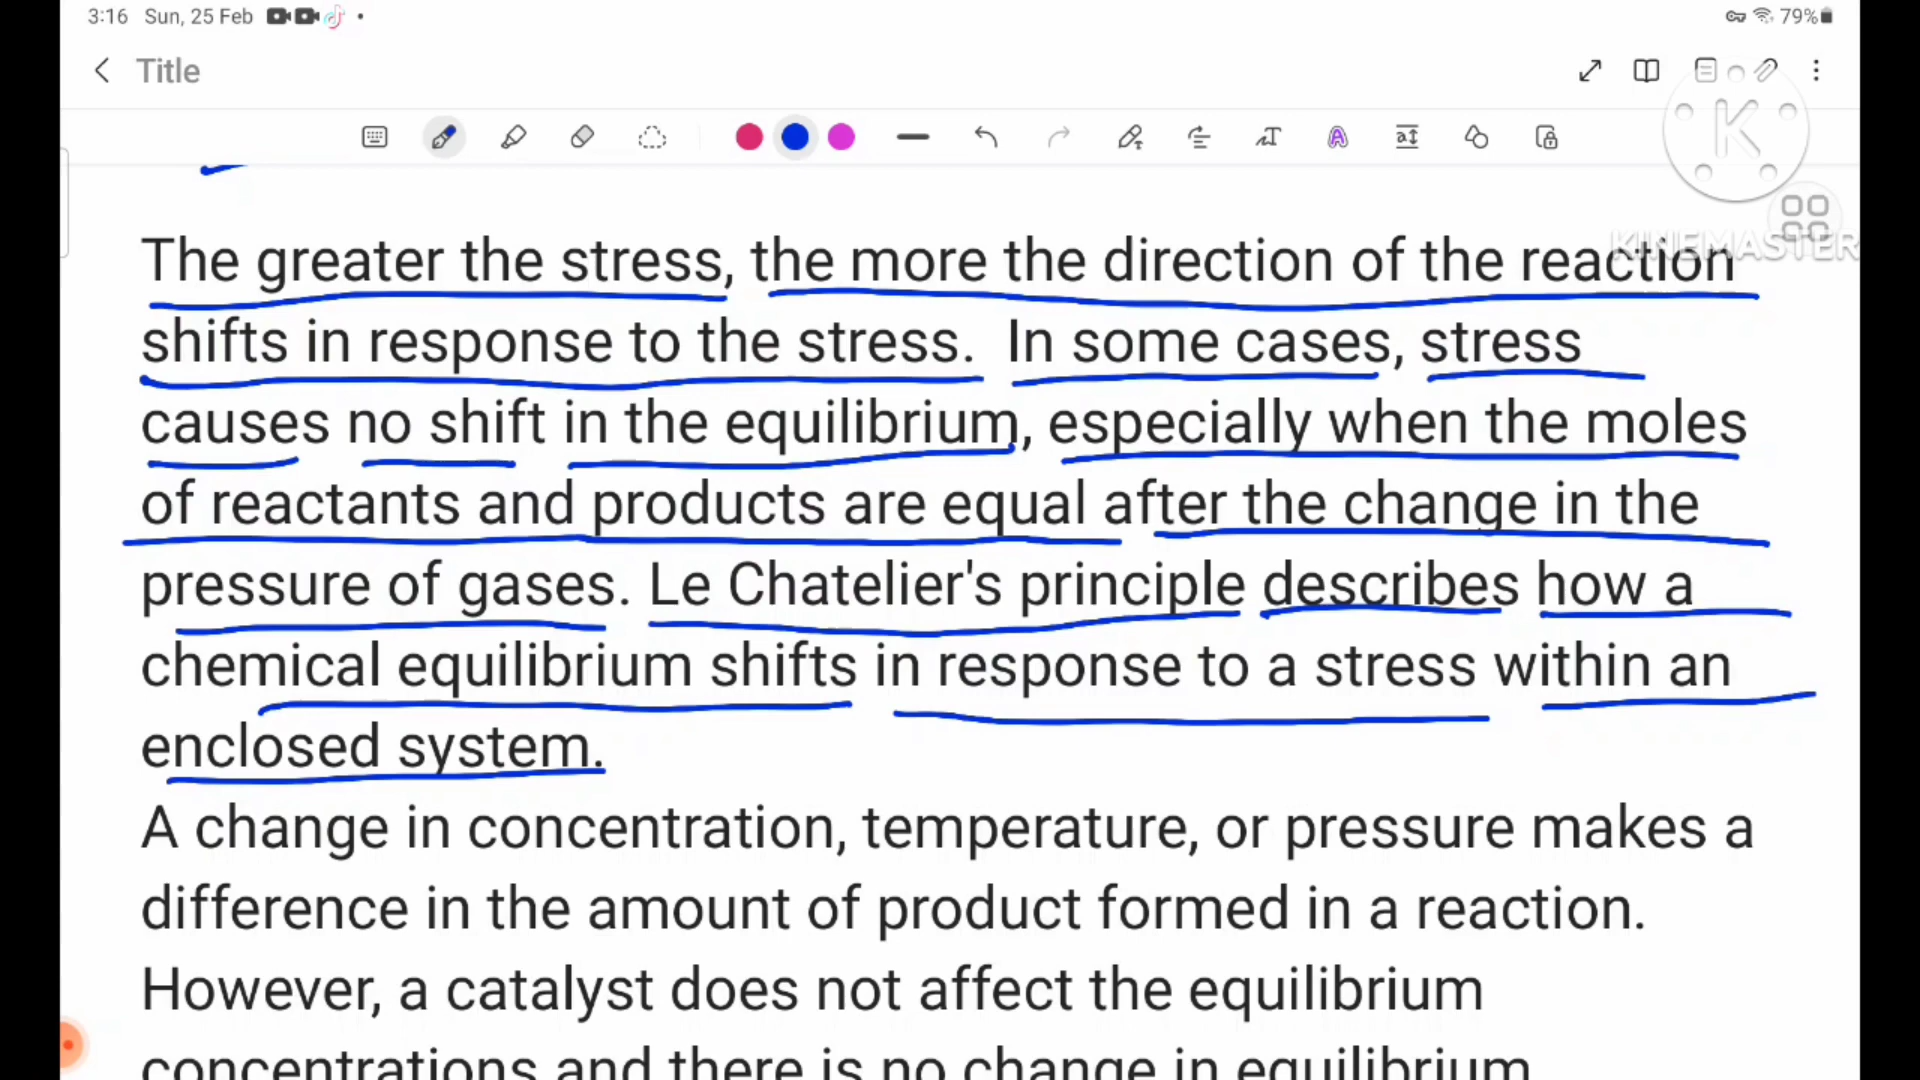 3:16 Sun, 25 Feb 79%
Title
K
KINEMASTER
The greater the stress, the more the direction of the reaction
shifts in response to the stress. In some cases, stress
causes no shift in the equilibrium, especially when the moles
of reactants and products are equal after the change in the
pressure of gases. Le Chatelier's principle describes how a
chemical equilibrium shifts in response to a stress within an
enclosed system.
A change in concentration, temperature, or pressure makes a
difference in the amount of product formed in a reaction.
However, a catalyst does not affect the equilibrium
concentrations and there is no change in equilibrium